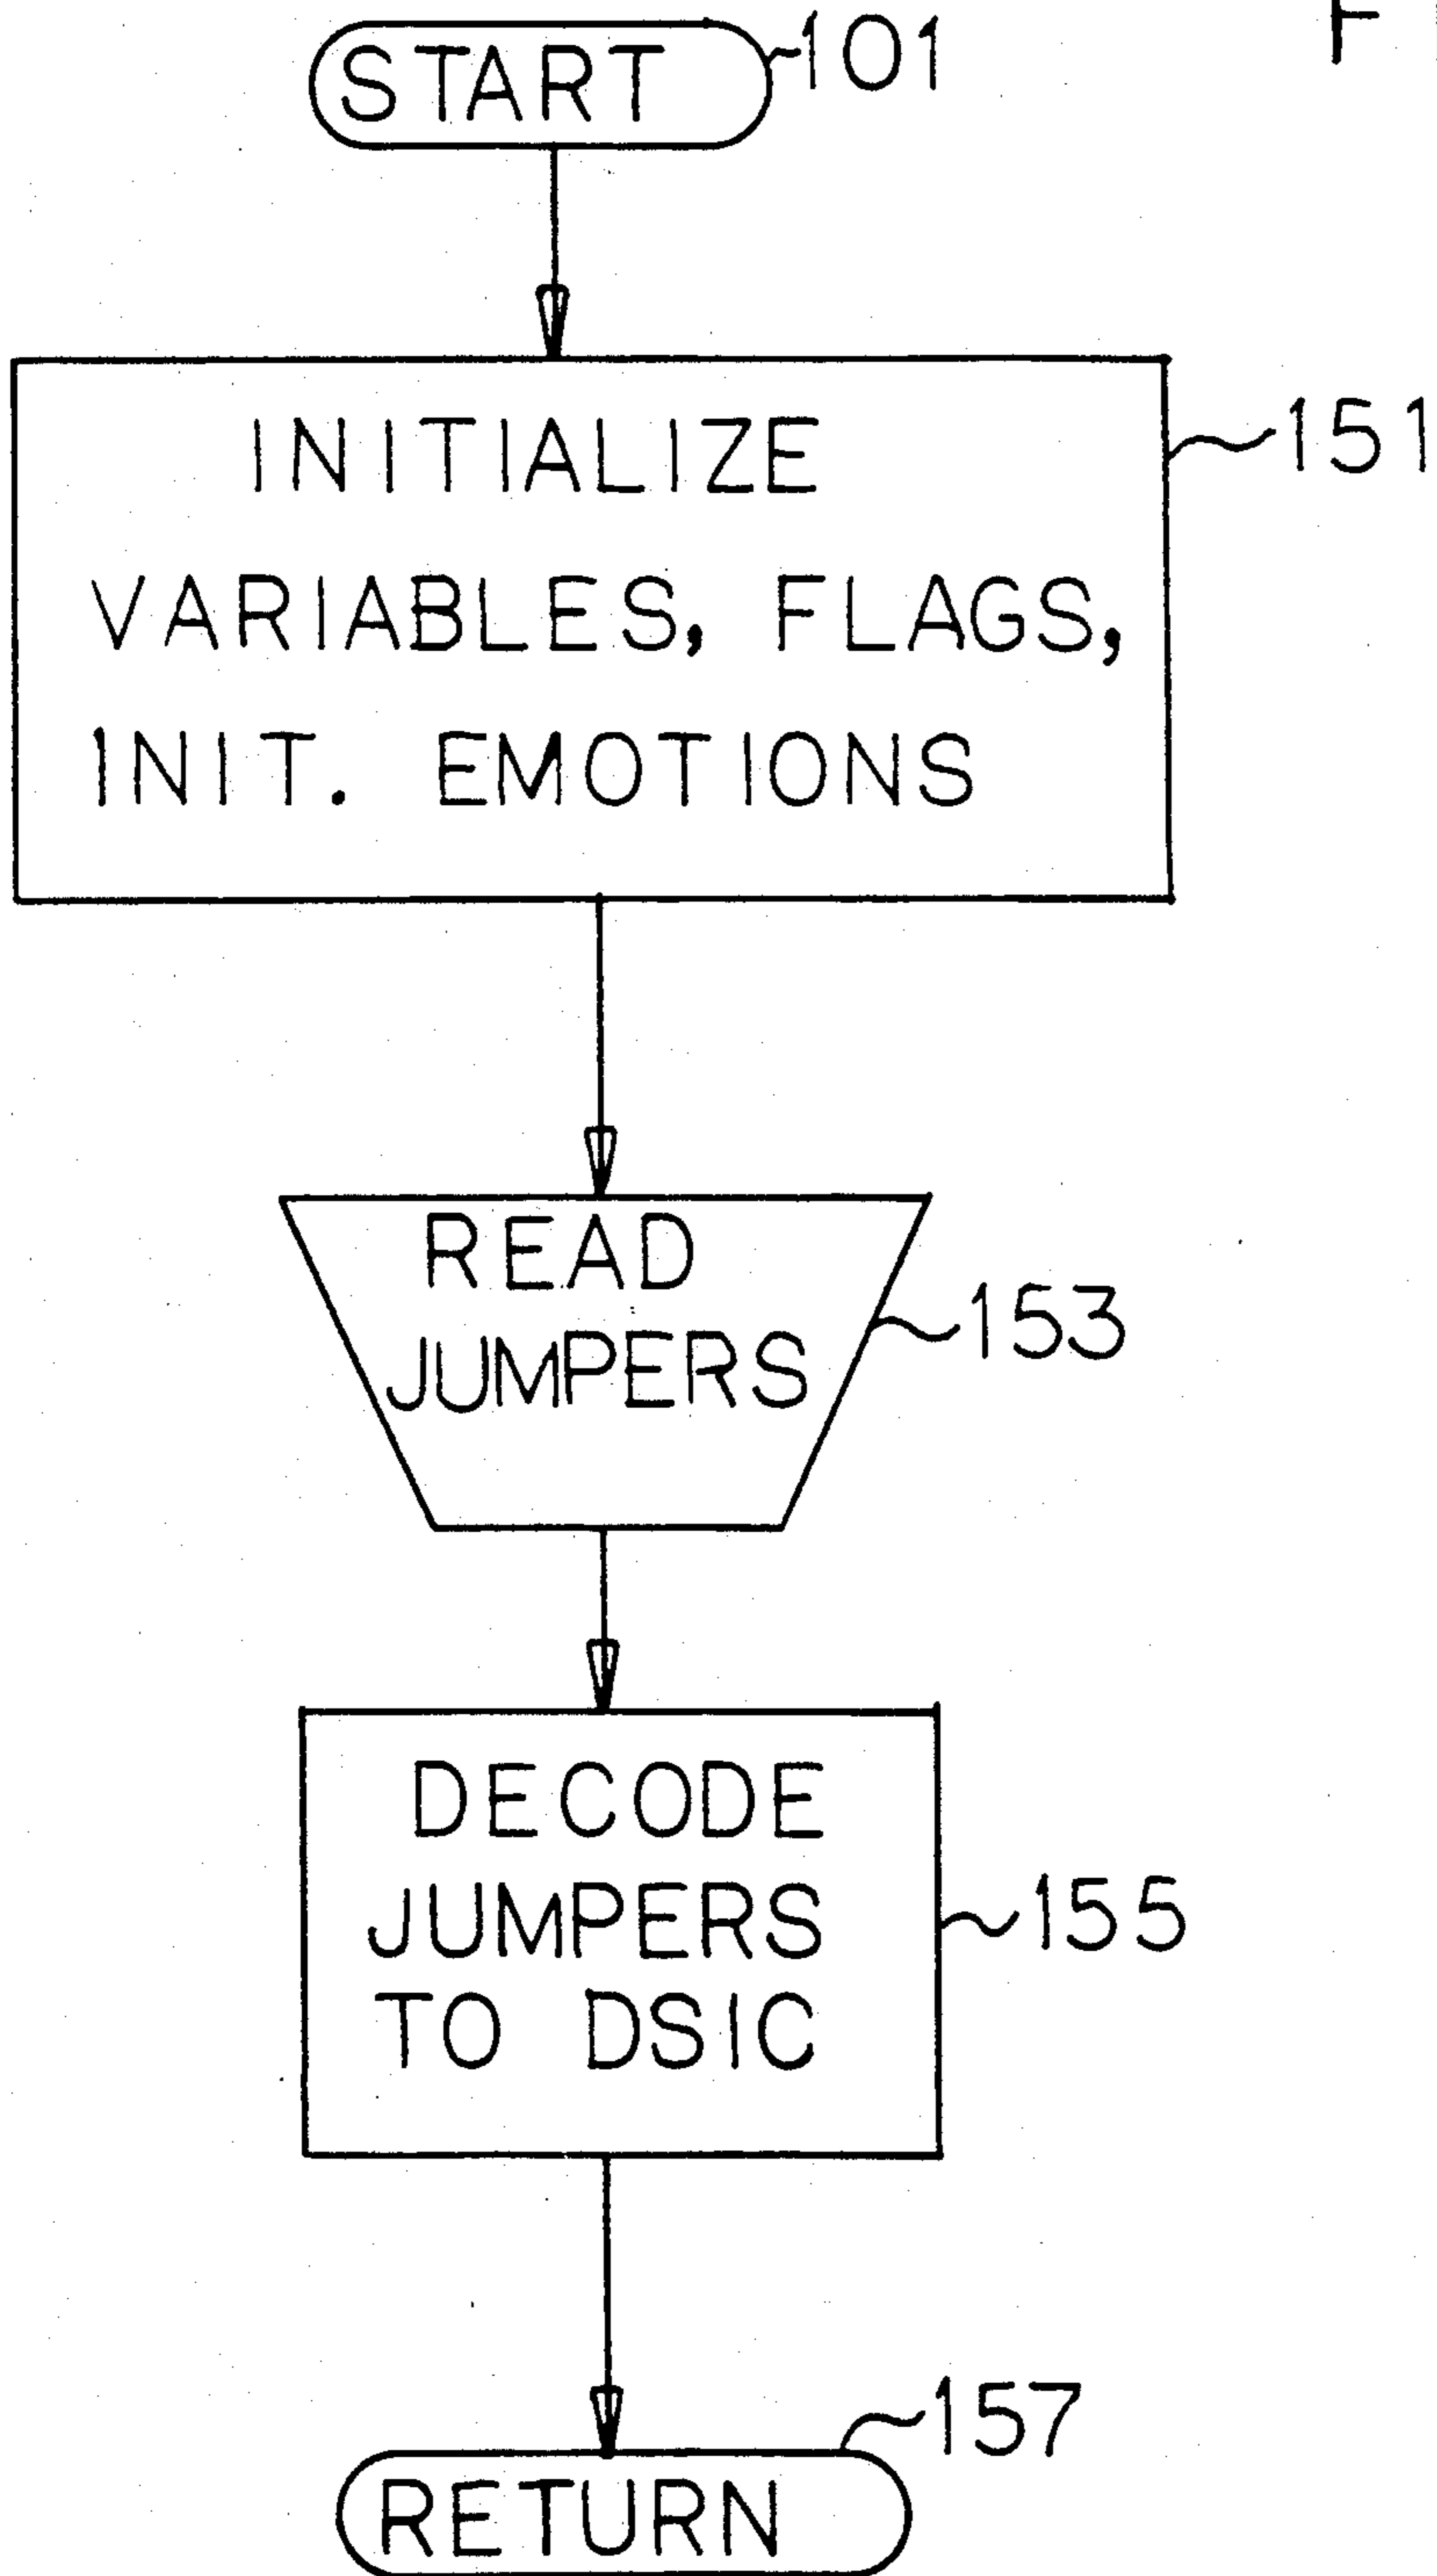 START 101
F
INITIALIZE 151
VARIABLES, FLAGS,
INIT. EMOTIONS
READ
JUMPERS 153
DECODE
JUMPERS 155
TO DSIC
157
RETURN